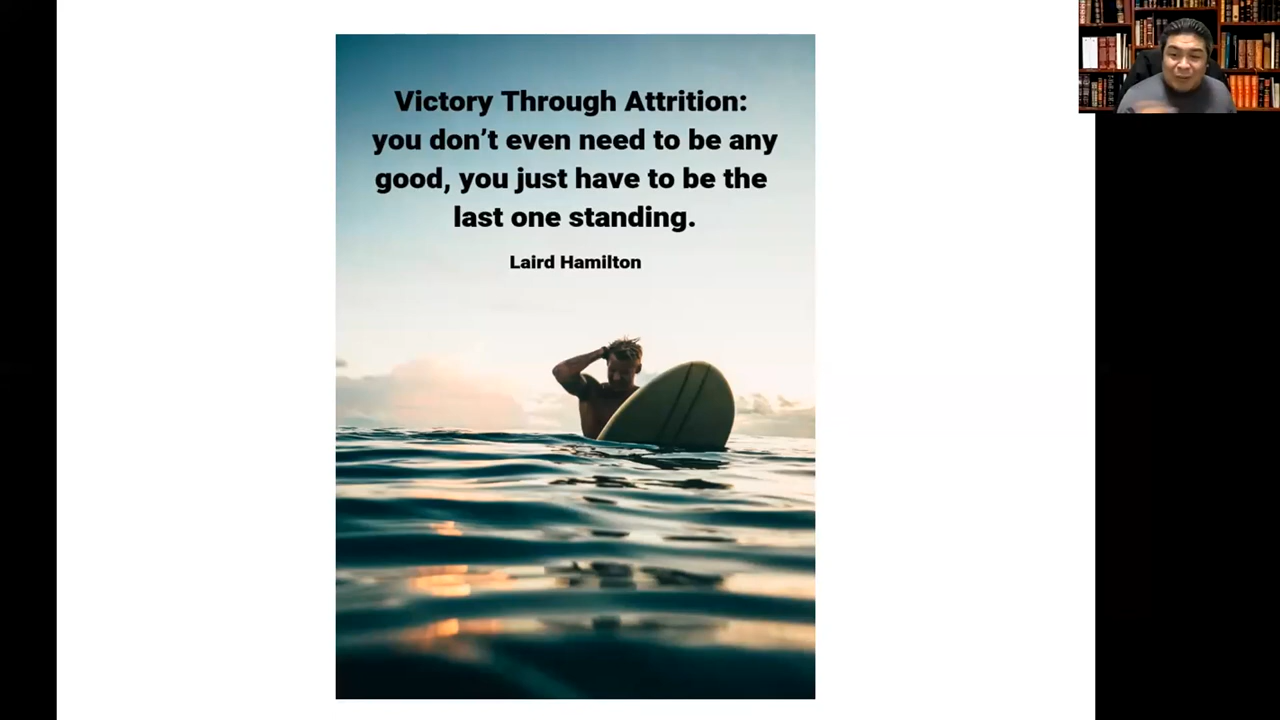 Victory Through Attrition:
you don’t even need to be any
good, you just have to be the
last one standing.
Laird Hamilton